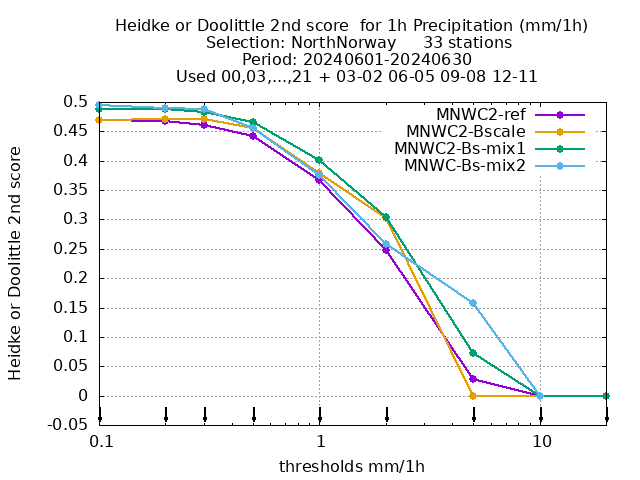 Heidke or Doolittle 2nd score  for 1h Precipitation (mm/1h)
Selection: NorthNorway     33 stations
Period: 20240601-20240630
Used 00,03,...,21 + 03-02 06-05 09-08 12-11
Heidke or Doolittle 2nd score
0.5
0.45
0.4
0.35
0.3
0.25
0.2
0.15
0.1
0.05
0
-0.05
MNWC2-ref
MNWC2-Bscale
MNWC2-Bs-mix1
MNWC-Bs-mix2
0.1
1
10
thresholds mm/1h